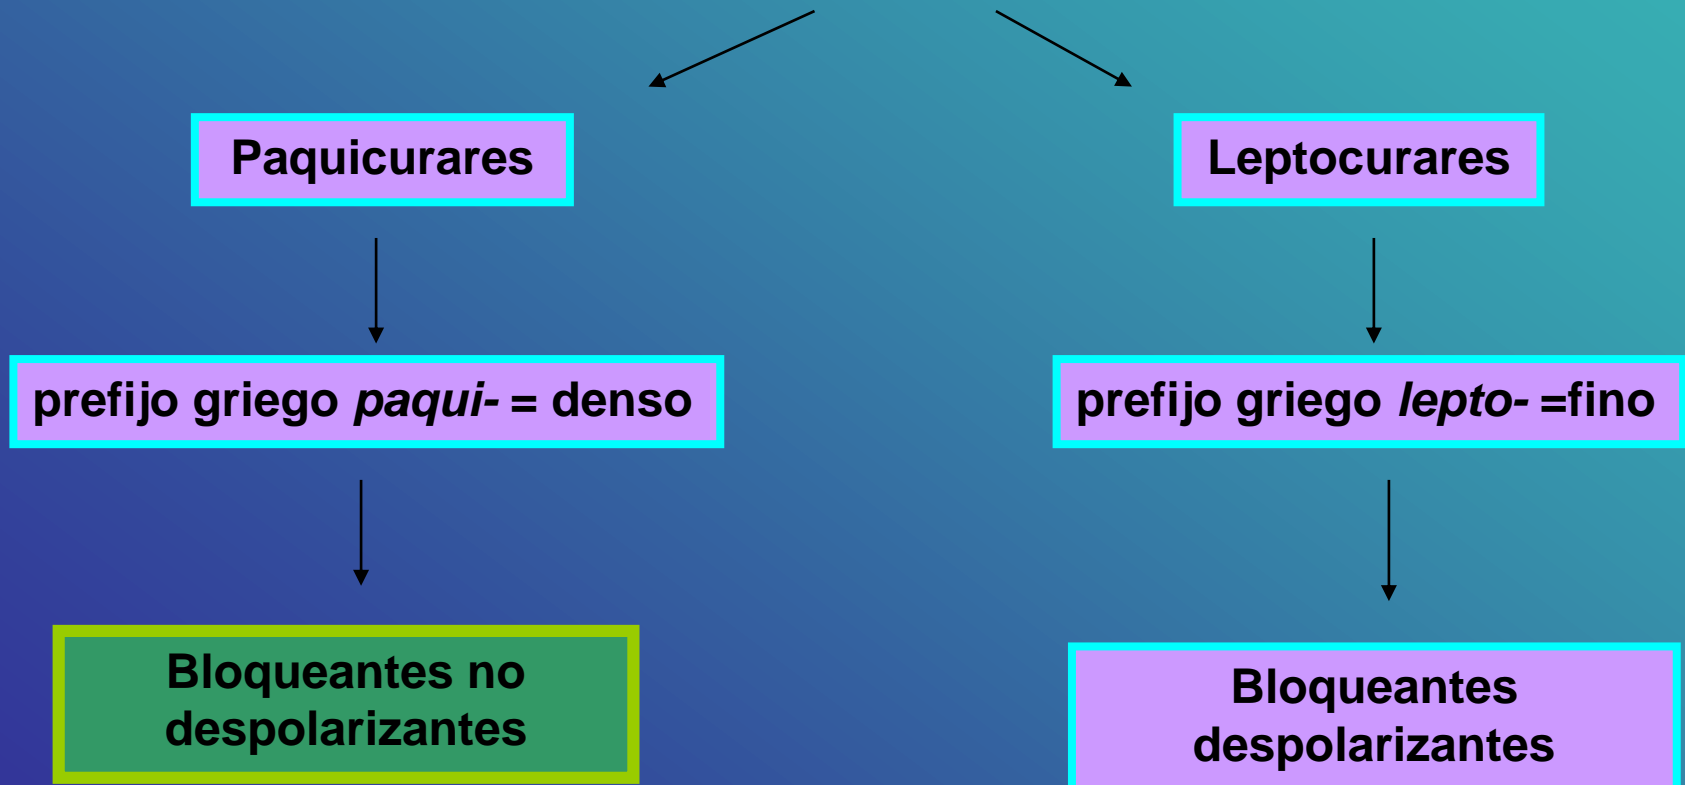 Paquicurares
Leptocurares
prefijo griego paqui- = denso
prefijo griego lepto- =fino
Bloqueantes no
despolarizantes
Bloqueantes
despolarizantes